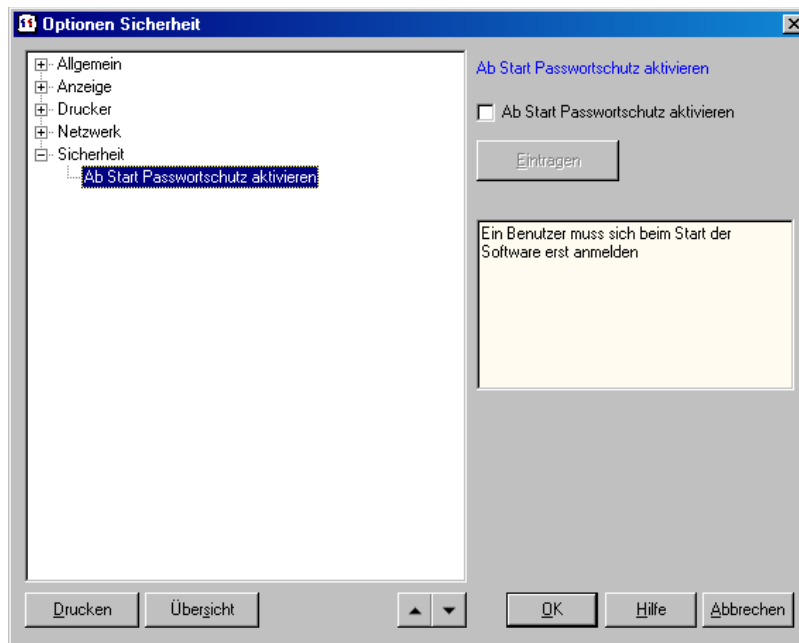 Optionen Sicherheit
Allgemein
Anzeige
Drucker
Netzwerk
Sicherheit
Ab Start Passwortschutz aktivieren
Ab Start Passwortschutz aktivieren
Ab Start Passwortschutz aktivieren
Eintragen
Ein Benutzer muss sich beim Start der
Software erst anmelden
Drucken
Übersicht
OK
Hilfe
Abbrechen